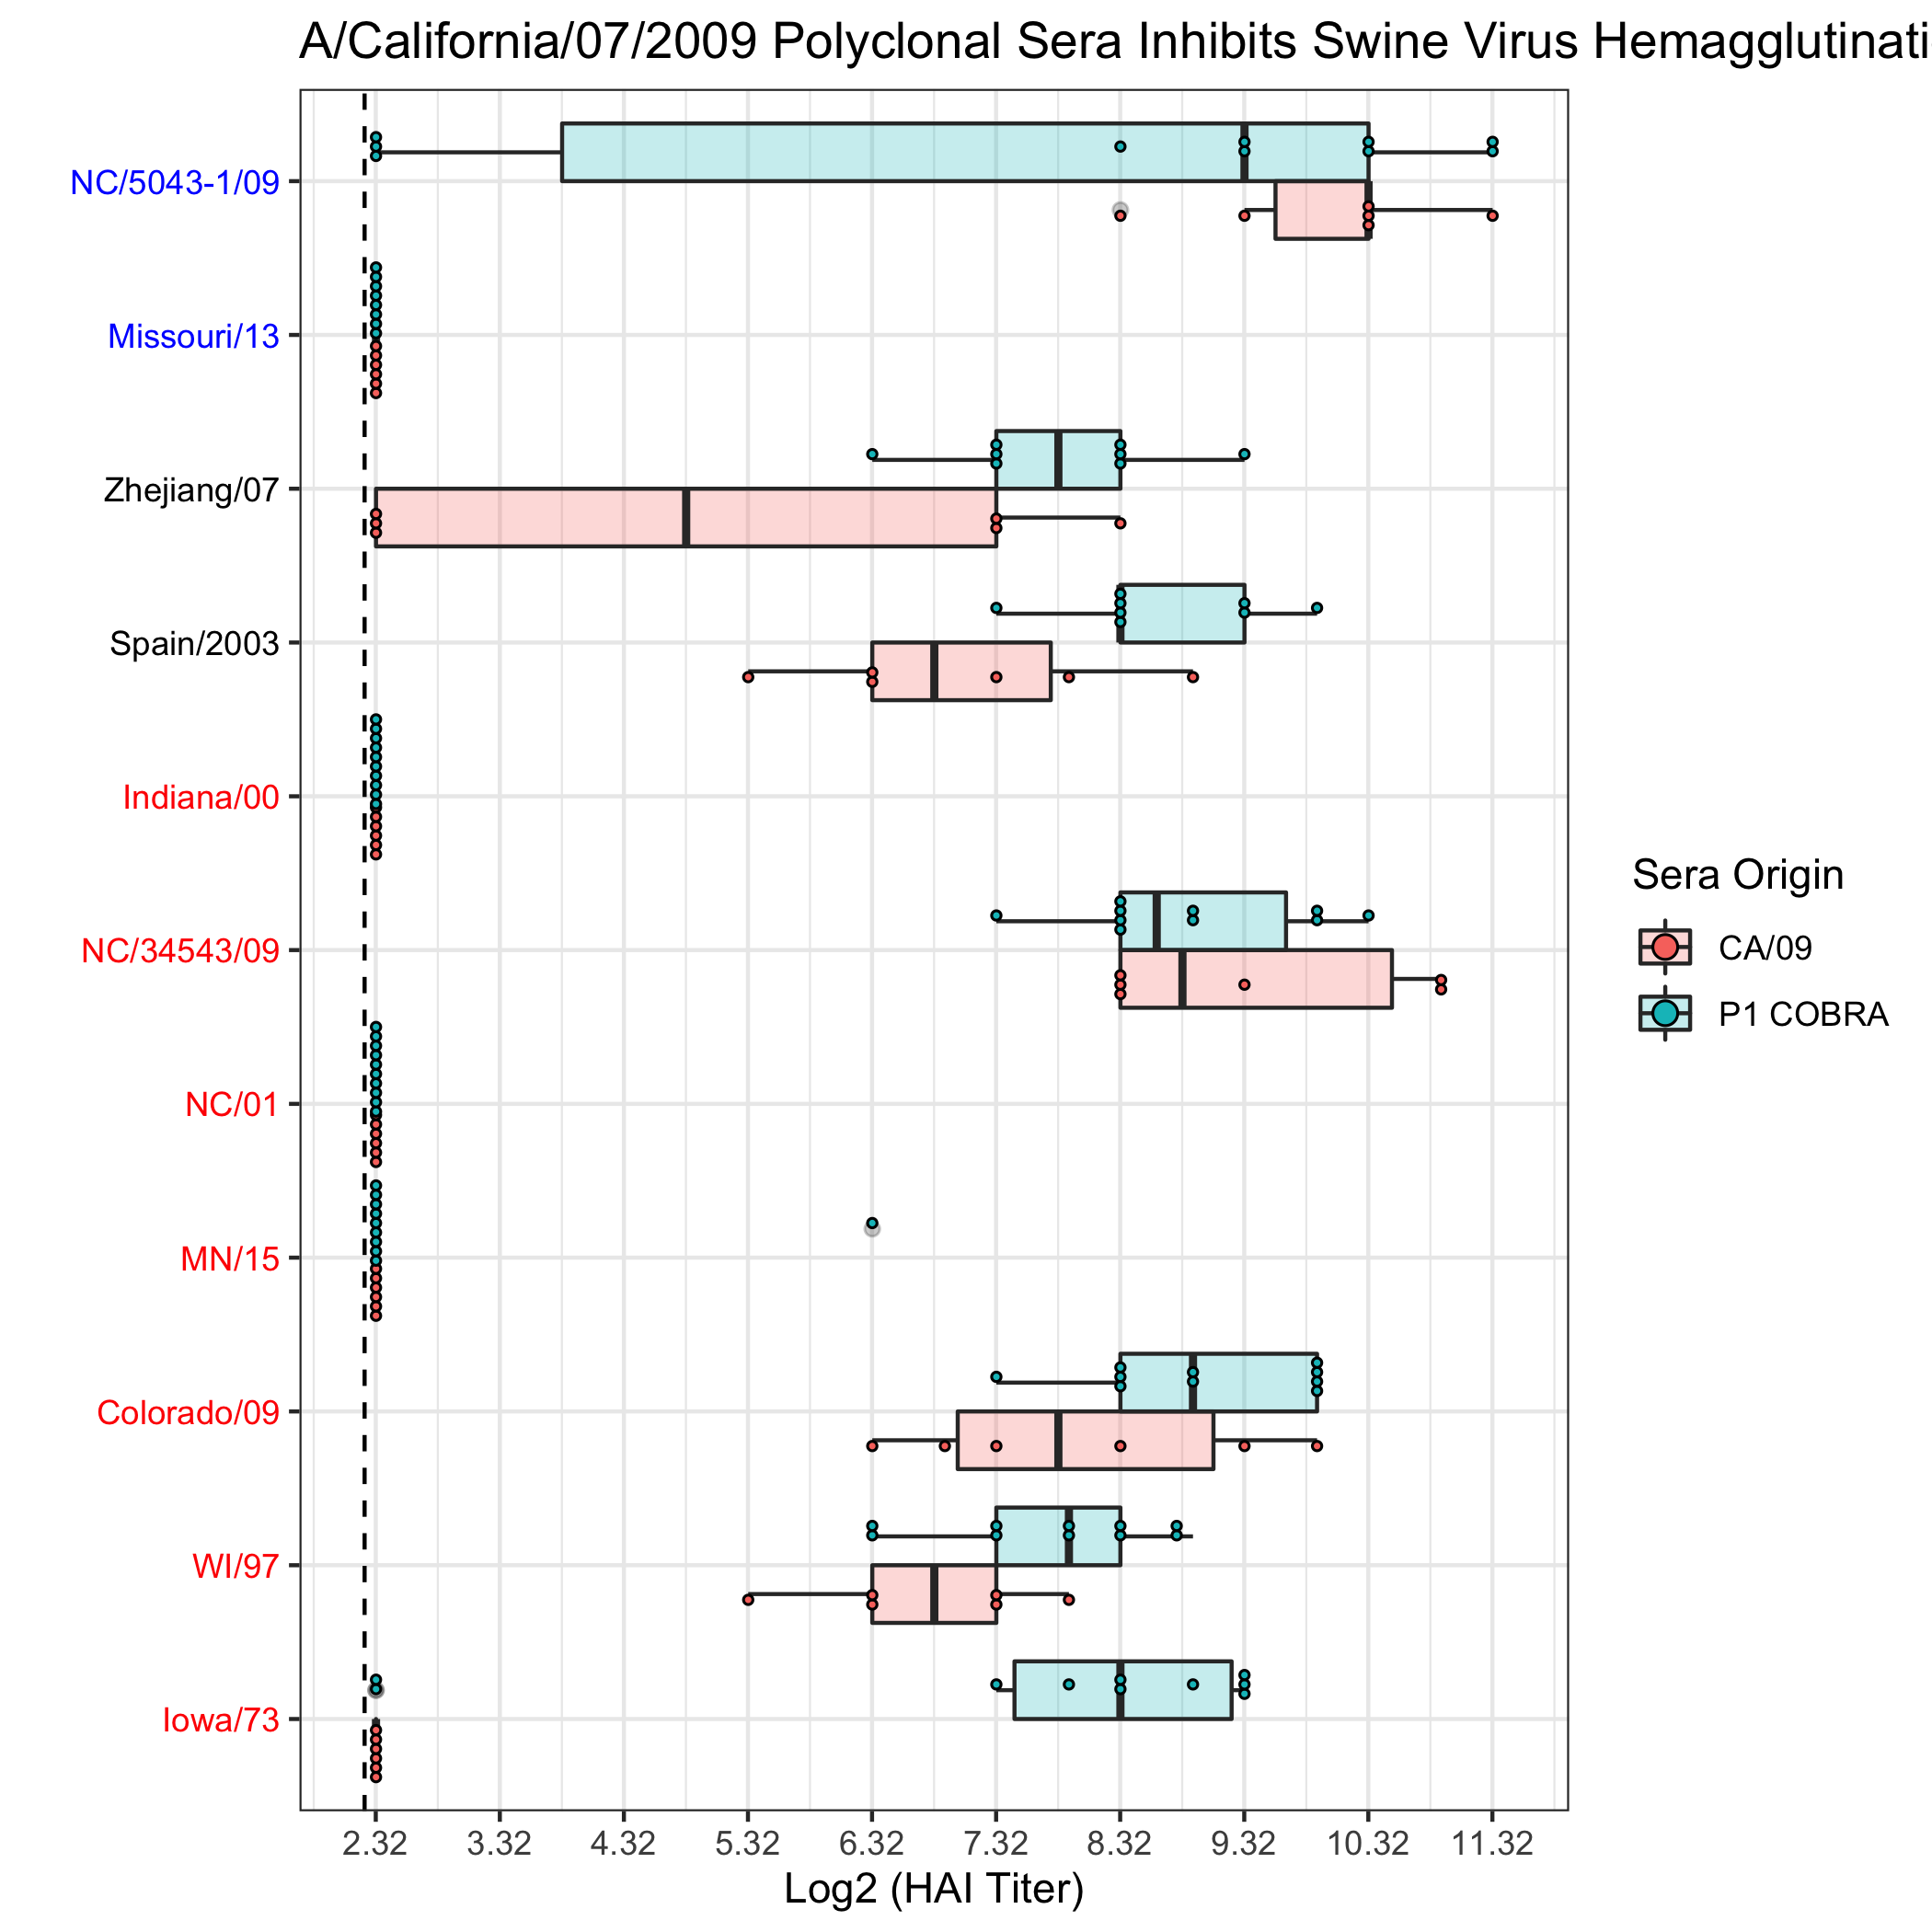 A/California/07/2009 Polyclonal Sera Inhibits Swine Virus Hemagglutinati
NC/5043-1/09
Missouri/13
Zhejiang/07
Spain/2003
Indiana/00
NC/34543/09
NC/01
MN/15
Colorado/09
WI/97
Iowa/73
2.32 3.32 4.32 5.32 6.32 7.32 8.32 9.32 10.32 11.32
Log2 (HAI Titer)
Sera Origin
CA/09
P1 COBRA